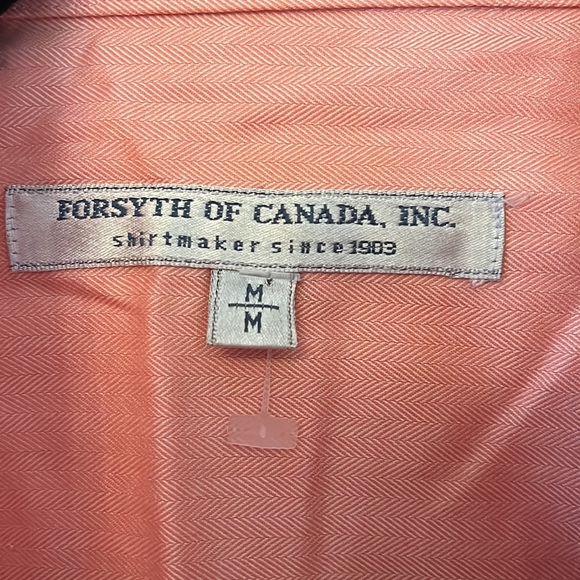 FORSYTH OF CANADA, INC.
shirtmaker since 1903
M
M